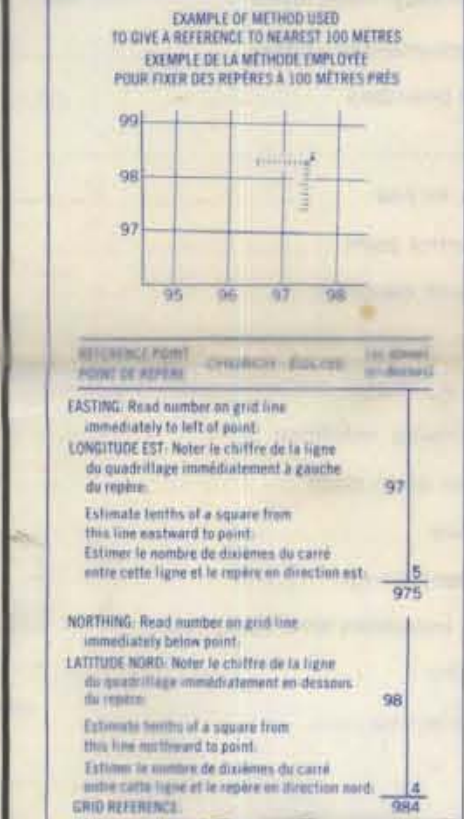 EXAMPLE OF METHOD USED
TO GIVE A REFERENCE TO NEAREST 100 METRES
EXEMPLE DE LA MÉTHODE EMPLOYÉE
POUR FIXER DES REPÈRES A 100 MÈTRES PRÈS
99
98
97
95 96 97 98
REFERENCE POINT CHURCH - ÉGLISE
POINT DE REPÈRE
EASTING: Read number on grid line
immediately to left of point:
LONGITUDE EST: Noter le chiffre de la ligne
du quadrillage immédiatement à gauche
du repère: 97
Estimate tenths of a square from
this line eastward to point:
Estimer le nombre de dixièmes du carré
entre cette ligne et le repère en direction est: 5
975
NORTHING: Read number on grid line
immediately below point:
LATITUDE NORD: Noter le chiffre de la ligne
du quadrillage immédiatement en-dessous
du repère: 98
Estimate tenths of a square from
this line northward to point:
Estimer le nombre de dixièmes du carré
entre cette ligne et le repère en direction nord: 4
GRID REFERENCE: 984